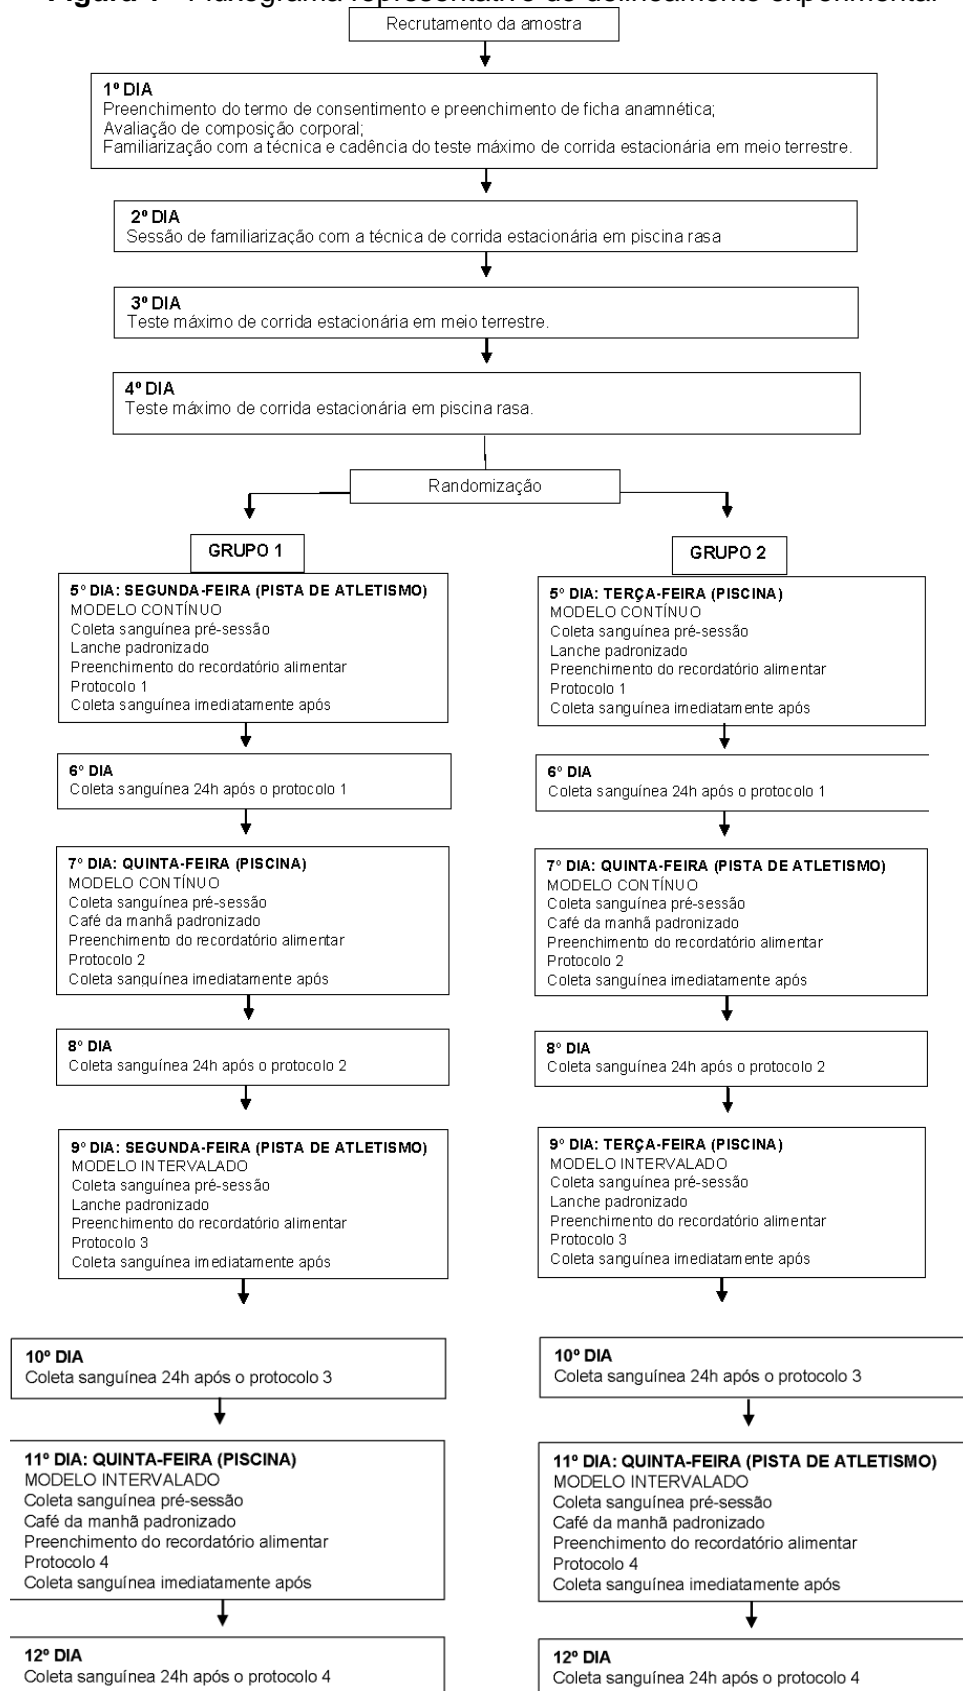 Recrutamento da amostra
1º DIA
Preenchimento do termo de consentimento e preenchimento de ficha anamnética;
Avaliação de composição corporal;
Familiarização com a técnica e cadência do teste máximo de corrida estacionária em meio terrestre.
2º DIA
Sessão de familiarização com a técnica de corrida estacionária em piscina rasa
3º DIA
Teste máximo de corrida estacionária em meio terrestre.
4º DIA
Teste máximo de corrida estacionária em piscina rasa.
Randomização
GRUPO 1
5º DIA: SEGUNDA-FEIRA (PISTA DE ATLETISMO)
MODELO CONTÍNUO
Coleta sanguínea pré-sessão
Lanche padronizado
Preenchimento do recordatório alimentar
Protocolo 1
Coleta sanguínea imediatamente após
6º DIA
Coleta sanguínea 24h após o protocolo 1
7º DIA: QUINTA-FEIRA (PISCINA)
MODELO CONTÍNUO
Coleta sanguínea pré-sessão
Café da manhã padronizado
Preenchimento do recordatório alimentar
Protocolo 2
Coleta sanguínea imediatamente após
8º DIA
Coleta sanguínea 24h após o protocolo 2
9º DIA: SEGUNDA-FEIRA (PISTA DE ATLETISMO)
MODELO INTERVALADO
Coleta sanguínea pré-sessão
Lanche padronizado
Preenchimento do recordatório alimentar
Protocolo 3
Coleta sanguínea imediatamente após
10º DIA
Coleta sanguínea 24h após o protocolo 3
11º DIA: QUINTA-FEIRA (PISCINA)
MODELO INTERVALADO
Coleta sanguínea pré-sessão
Café da manhã padronizado
Preenchimento do recordatório alimentar
Protocolo 4
Coleta sanguínea imediatamente após
12º DIA
Coleta sanguínea 24h após o protocolo 4
GRUPO 2
5º DIA: TERÇA-FEIRA (PISCINA)
MODELO CONTÍNUO
Coleta sanguínea pré-sessão
Lanche padronizado
Preenchimento do recordatório alimentar
Protocolo 1
Coleta sanguínea imediatamente após
6º DIA
Coleta sanguínea 24h após o protocolo 1
7º DIA: QUINTA-FEIRA (PISTA DE ATLETISMO)
MODELO CONTÍNUO
Coleta sanguínea pré-sessão
Café da manhã padronizado
Preenchimento do recordatório alimentar
Protocolo 2
Coleta sanguínea imediatamente após
8º DIA
Coleta sanguínea 24h após o protocolo 2
9º DIA: TERÇA-FEIRA (PISCINA)
MODELO INTERVALADO
Coleta sanguínea pré-sessão
Lanche padronizado
Preenchimento do recordatório alimentar
Protocolo 3
Coleta sanguínea imediatamente após
10º DIA
Coleta sanguínea 24h após o protocolo 3
11º DIA: QUINTA-FEIRA (PISTA DE ATLETISMO)
MODELO INTERVALADO
Coleta sanguínea pré-sessão
Café da manhã padronizado
Preenchimento do recordatório alimentar
Protocolo 4
Coleta sanguínea imediatamente após
12º DIA
Coleta sanguínea 24h após o protocolo 4